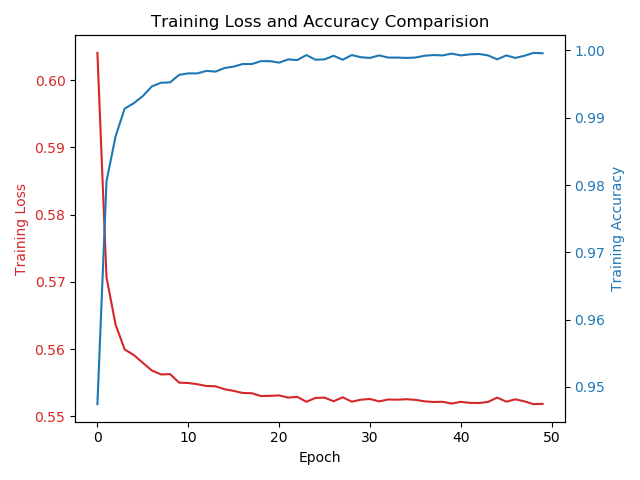 Training Loss and Accuracy Comparision
Training Loss
0.60
0.59
0.58
0.57
0.56
0.55
1.00
0.99
0.98
0.97
0.96
0.95
Training Accuracy
0 10 20 30 40 50
Epoch